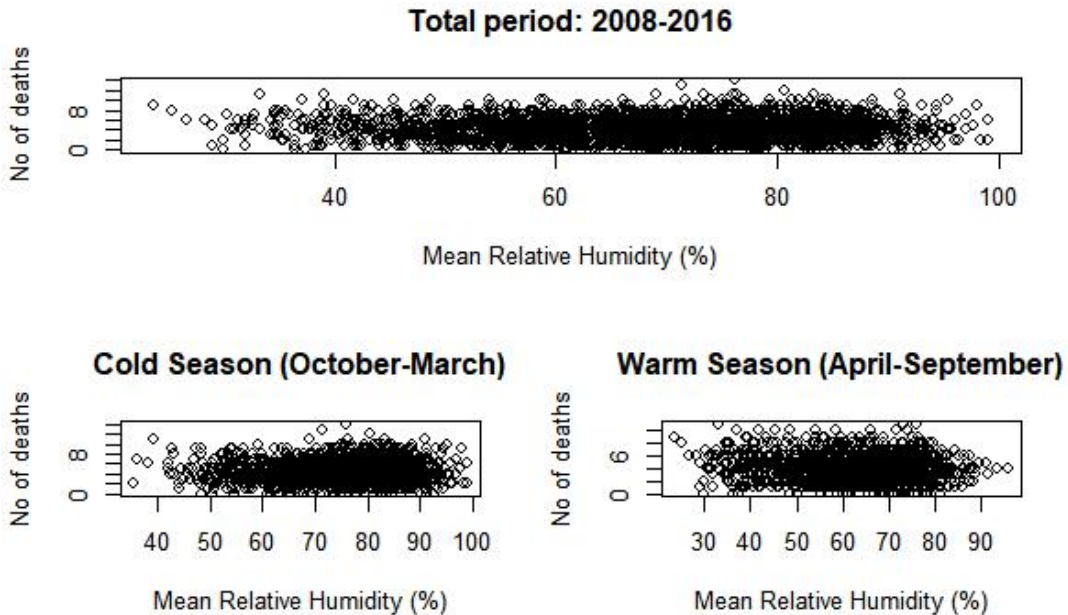 Total period: 2008-2016
No of deaths
8
0
40 60 80 100
Mean Relative Humidity (%)
Cold Season (October-March)
No of deaths
8
0
40 50 60 70 80 90 100
Mean Relative Humidity (%)
Warm Season (April-September)
No of deaths
6
0
30 40 50 60 70 80 90
Mean Relative Humidity (%)